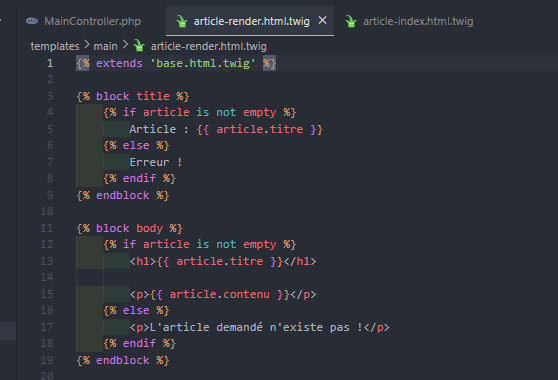 MainController.php
article-render.html.twig
article-index.html.twig
templates > main > article-render.html.twig
1 {% extends 'base.html.twig' %}
2
3 {% block title %}
4     {% if article is not empty %}
5         Article : {{ article.titre }}
6     {% else %}
7         Erreur !
8     {% endif %}
9 {% endblock %}
10
11 {% block body %}
12     {% if article is not empty %}
13         <h1>{{ article.titre }}</h1>
14
15         <p>{{ article.contenu }}</p>
16     {% else %}
17         <p>L'article demandé n'existe pas !</p>
18     {% endif %}
19 {% endblock %}
20